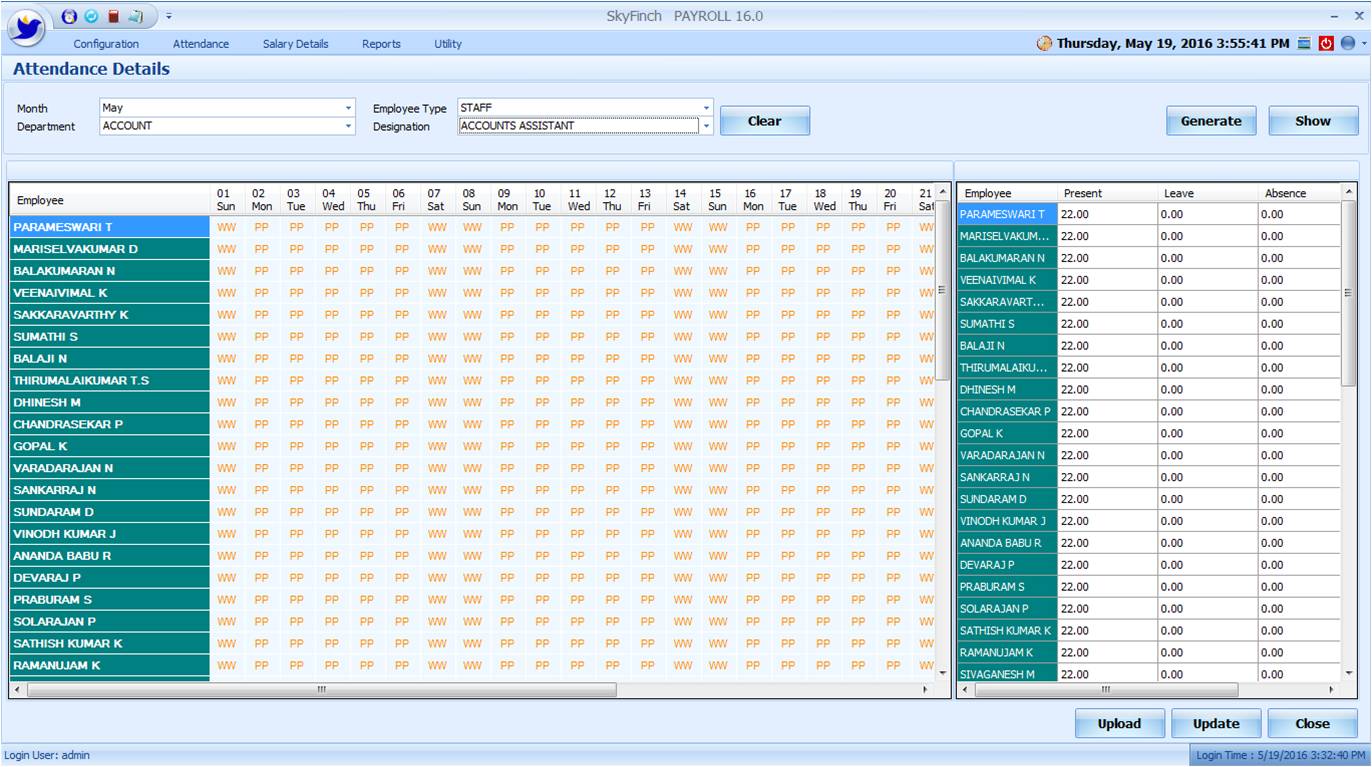 SkyFinch PAYROLL 16.0
Configuration Attendance Salary Details Reports Utility Thursday, May 19, 2016 3:55:41 PM
Attendance Details
Month May Employee Type STAFF
Department ACCOUNT Designation ACCOUNTS ASSISTANT Clear Generate Show
Employee 01 02 03 04 05 06 07 08 09 10 11 12 13 14 15 16 17 18 19 20 21 Employee Present Leave Absence
Sun Mon Tue Wed Thu Fri Sat Sun Mon Tue Wed Thu Fri Sat Sun Mon Tue Wed Thu Fri Sat
PARAMESWARI T WW PP PP PP PP PP WW WW PP PP PP PP PP WW WW PP PP PP PP PP WW PARAMESWARI T 22.00 0.00 0.00
MARISELVAKUMAR D WW PP PP PP PP PP WW WW PP PP PP PP PP WW WW PP PP PP PP PP WW MARISELVAKUM... 22.00 0.00 0.00
BALAKUMARAN N WW PP PP PP PP PP WW WW PP PP PP PP PP WW WW PP PP PP PP PP WW BALAKUMARAN N 22.00 0.00 0.00
VEENAIVIMAL K WW PP PP PP PP PP WW WW PP PP PP PP PP WW WW PP PP PP PP PP WW VEENAIVIMAL K 22.00 0.00 0.00
SAKKARAVARTHY K WW PP PP PP PP PP WW WW PP PP PP PP PP WW WW PP PP PP PP PP WW SAKKARAVART... 22.00 0.00 0.00
SUMATHI S WW PP PP PP PP PP WW WW PP PP PP PP PP WW WW PP PP PP PP PP WW SUMATHI S 22.00 0.00 0.00
BALAJI N WW PP PP PP PP PP WW WW PP PP PP PP PP WW WW PP PP PP PP PP WW BALAJI N 22.00 0.00 0.00
THIRUMALAIKUMAR T.S WW PP PP PP PP PP WW WW PP PP PP PP PP WW WW PP PP PP PP PP WW THIRUMALAIKU... 22.00 0.00 0.00
DHINESH M WW PP PP PP PP PP WW WW PP PP PP PP PP WW WW PP PP PP PP PP WW DHINESH M 22.00 0.00 0.00
CHANDRASEKAR P WW PP PP PP PP PP WW WW PP PP PP PP PP WW WW PP PP PP PP PP WW CHANDRASEKAR P 22.00 0.00 0.00
GOPAL K WW PP PP PP PP PP WW WW PP PP PP PP PP WW WW PP PP PP PP PP WW GOPAL K 22.00 0.00 0.00
VARADARAJAN N WW PP PP PP PP PP WW WW PP PP PP PP PP WW WW PP PP PP PP PP WW VARADARAJAN N 22.00 0.00 0.00
SANKARRAJ N WW PP PP PP PP PP WW WW PP PP PP PP PP WW WW PP PP PP PP PP WW SANKARRAJ N 22.00 0.00 0.00
SUNDARAM D WW PP PP PP PP PP WW WW PP PP PP PP PP WW WW PP PP PP PP PP WW SUNDARAM D 22.00 0.00 0.00
VINODH KUMAR J WW PP PP PP PP PP WW WW PP PP PP PP PP WW WW PP PP PP PP PP WW VINODH KUMAR J 22.00 0.00 0.00
ANANDA BABU R WW PP PP PP PP PP WW WW PP PP PP PP PP WW WW PP PP PP PP PP WW ANANDA BABU R 22.00 0.00 0.00
DEVARAJ P WW PP PP PP PP PP WW WW PP PP PP PP PP WW WW PP PP PP PP PP WW DEVARAJ P 22.00 0.00 0.00
PRABURAM S WW PP PP PP PP PP WW WW PP PP PP PP PP WW WW PP PP PP PP PP WW PRABURAM S 22.00 0.00 0.00
SOLARAJAN P WW PP PP PP PP PP WW WW PP PP PP PP PP WW WW PP PP PP PP PP WW SOLARAJAN P 22.00 0.00 0.00
SATHISH KUMAR K WW PP PP PP PP PP WW WW PP PP PP PP PP WW WW PP PP PP PP PP WW SATHISH KUMAR K 22.00 0.00 0.00
RAMANUJAM K WW PP PP PP PP PP WW WW PP PP PP PP PP WW WW PP PP PP PP PP WW RAMANUJAM K 22.00 0.00 0.00
SIVAGANESH M 22.00 0.00 0.00
Upload Update Close
Login User: admin Login Time : 5/19/2016 3:32:40 PM